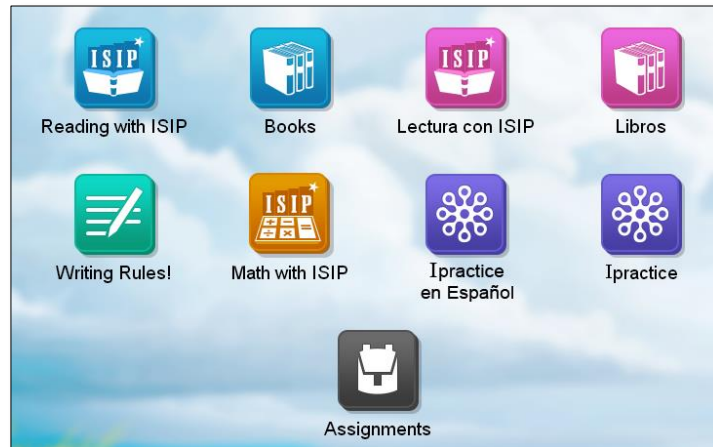 ISIP
ISIP
Reading with ISIP
Books
Lectura con ISIP
Libros
ISIP
Writing Rules!
Math with ISIP
Ipractice
en Español
Ipractice
Assignments